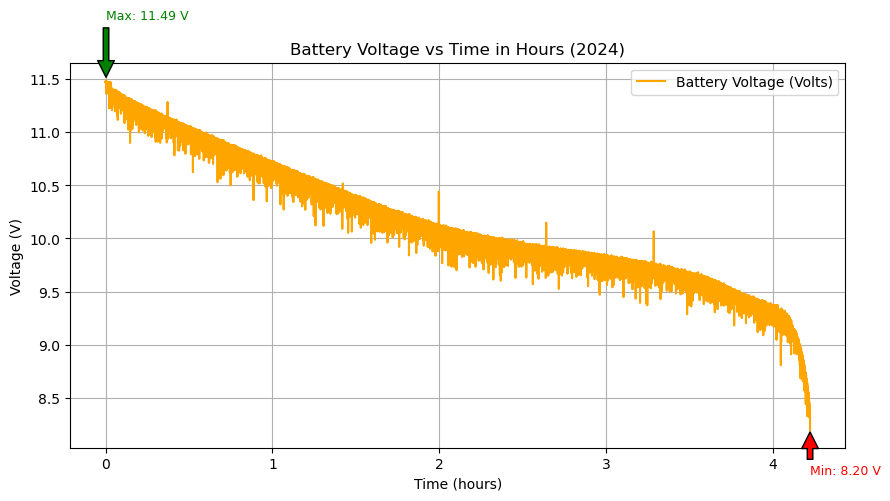 Max: 11.49 V
Battery Voltage vs Time in Hours (2024)
Battery Voltage (Volts)
11.5
11.0
10.5
10.0
9.5
9.0
8.5
Voltage (V)
0 1 2 3 4
Time (hours)
Min: 8.20 V